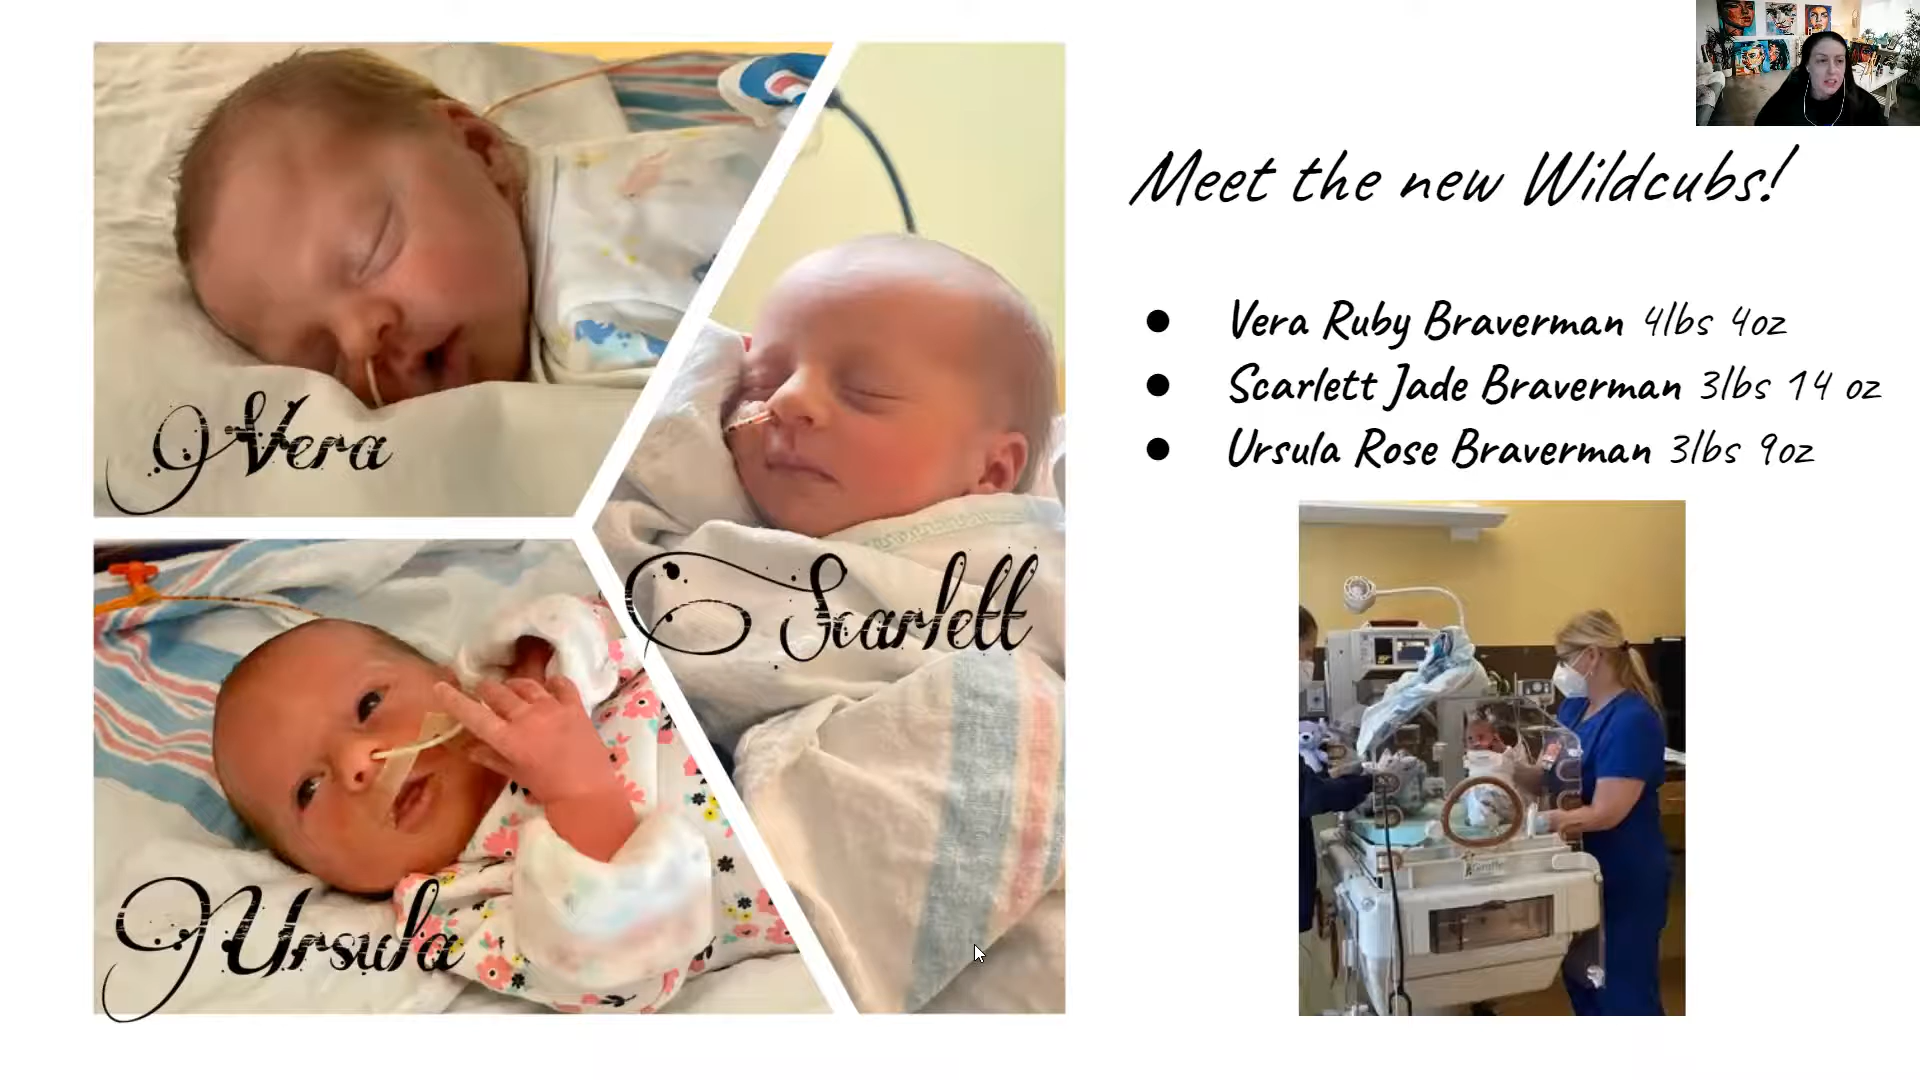 Meet the new Wildcubs!
Vera Ruby Braverman 4lbs 4oz
Scarlett Jade Braverman 3lbs 14 oz
Ursula Rose Braverman 3lbs 9oz
Vera
Scarlett
Ursula
Giraffe